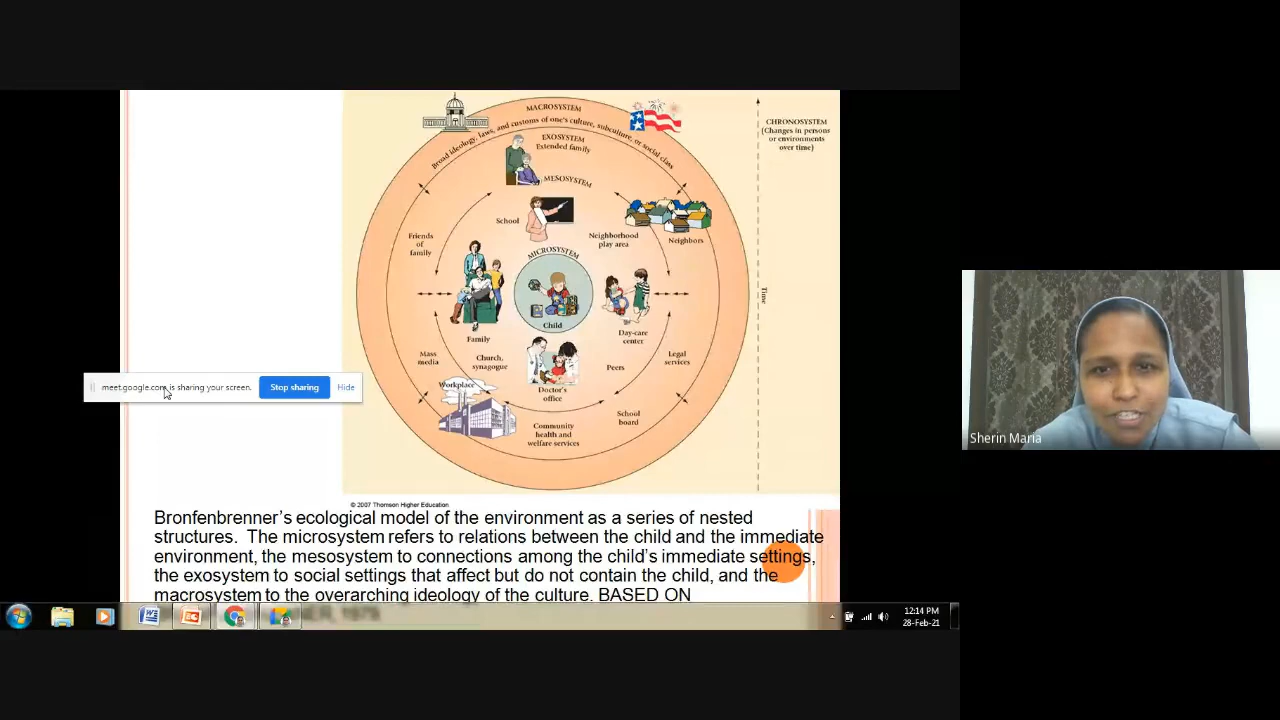 MACROSYSTEM
Broad ideology, laws, and customs of one's culture, subculture, or social class
EXOSYSTEM
Extended family
MESOSYSTEM
School
Neighborhood
play area
Neighbors
Friends
of
family
MICROSYSTEM
Child
Family
Day-care
center
Mass
media
Church,
synagogue
Doctor's
office
Peers
Legal
services
Workplace
School
board
Community
health and
welfare services
CHRONOSYSTEM
(Changes in persons
or environments
over time)
Time
© 2007 Thomson Higher Education
Bronfenbrenner's ecological model of the environment as a series of nested
structures. The microsystem refers to relations between the child and the immediate
environment, the mesosystem to connections among the child's immediate settings,
the exosystem to social settings that affect but do not contain the child, and the
macrosystem to the overarching ideology of the culture. BASED ON
1979
meet.google.com is sharing your screen.
Stop sharing
Hide
12:14 PM
28-Feb-21
Sherin Maria